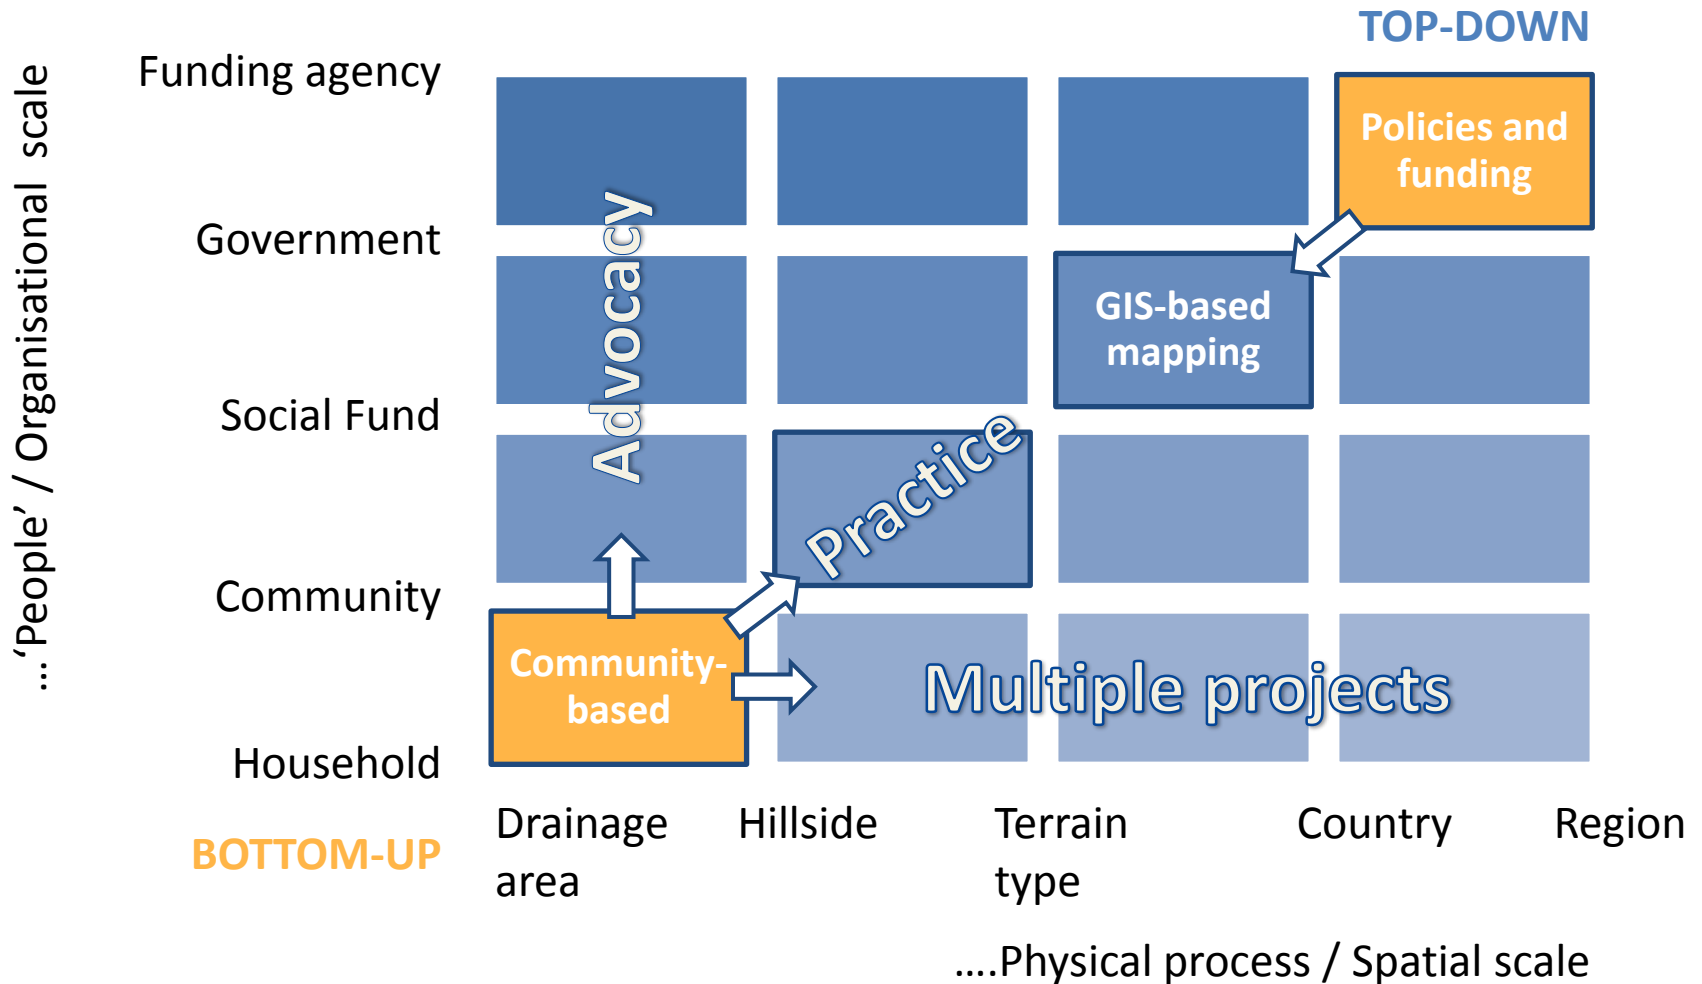 TOP-DOWN
…‘People’ / Organisational scale
Funding agency
Government
Social Fund
Community
Household
BOTTOM-UP
Policies and
funding
GIS-based
mapping
Advocacy
Practice
Community-
based
Multiple projects
Drainage
area
Hillside
Terrain
type
Country
Region
….Physical process / Spatial scale